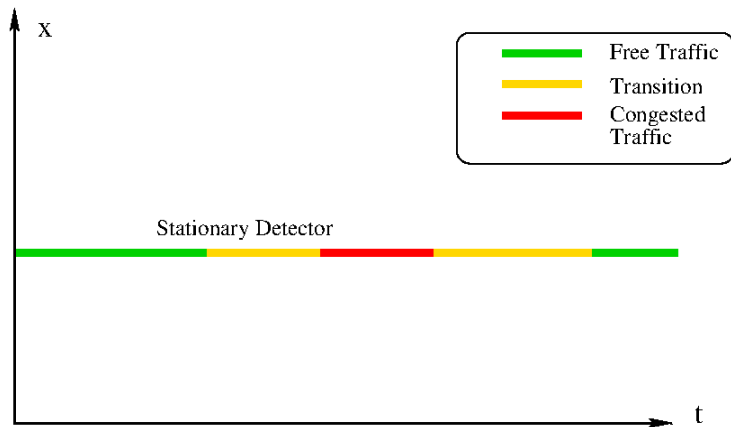 x
Free Traffic
Transition
Congested
Traffic
Stationary Detector
t